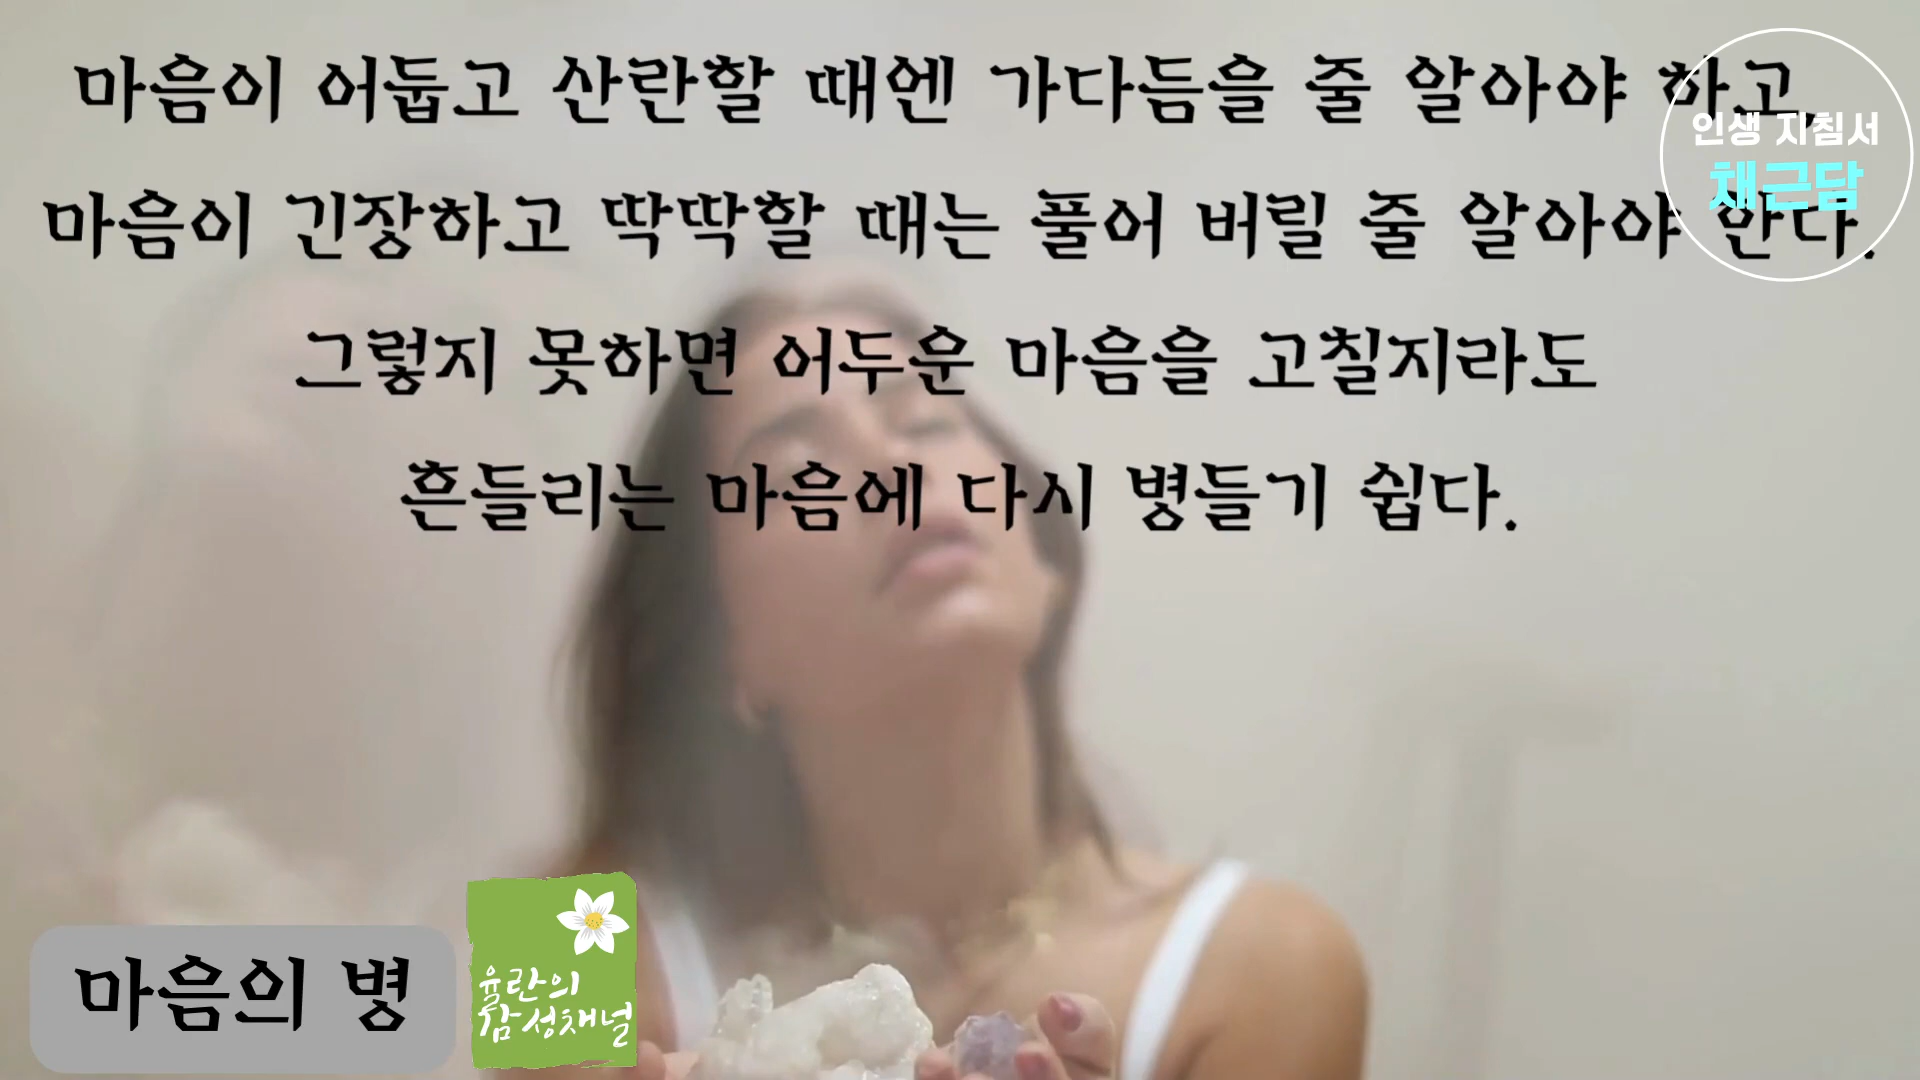 마음이 어둡고 산란할 때엔 가다듬을 줄 알아야 하고,
마음이 긴장하고 딱딱할 때는 풀어 버릴 줄 알아야 안다.
그렇지 못하면 어두운 마음을 고칠지라도
흔들리는 마음에 다시 병들기 쉽다.
인생 지침서
채근담
마음의 병
율란의
감성채널